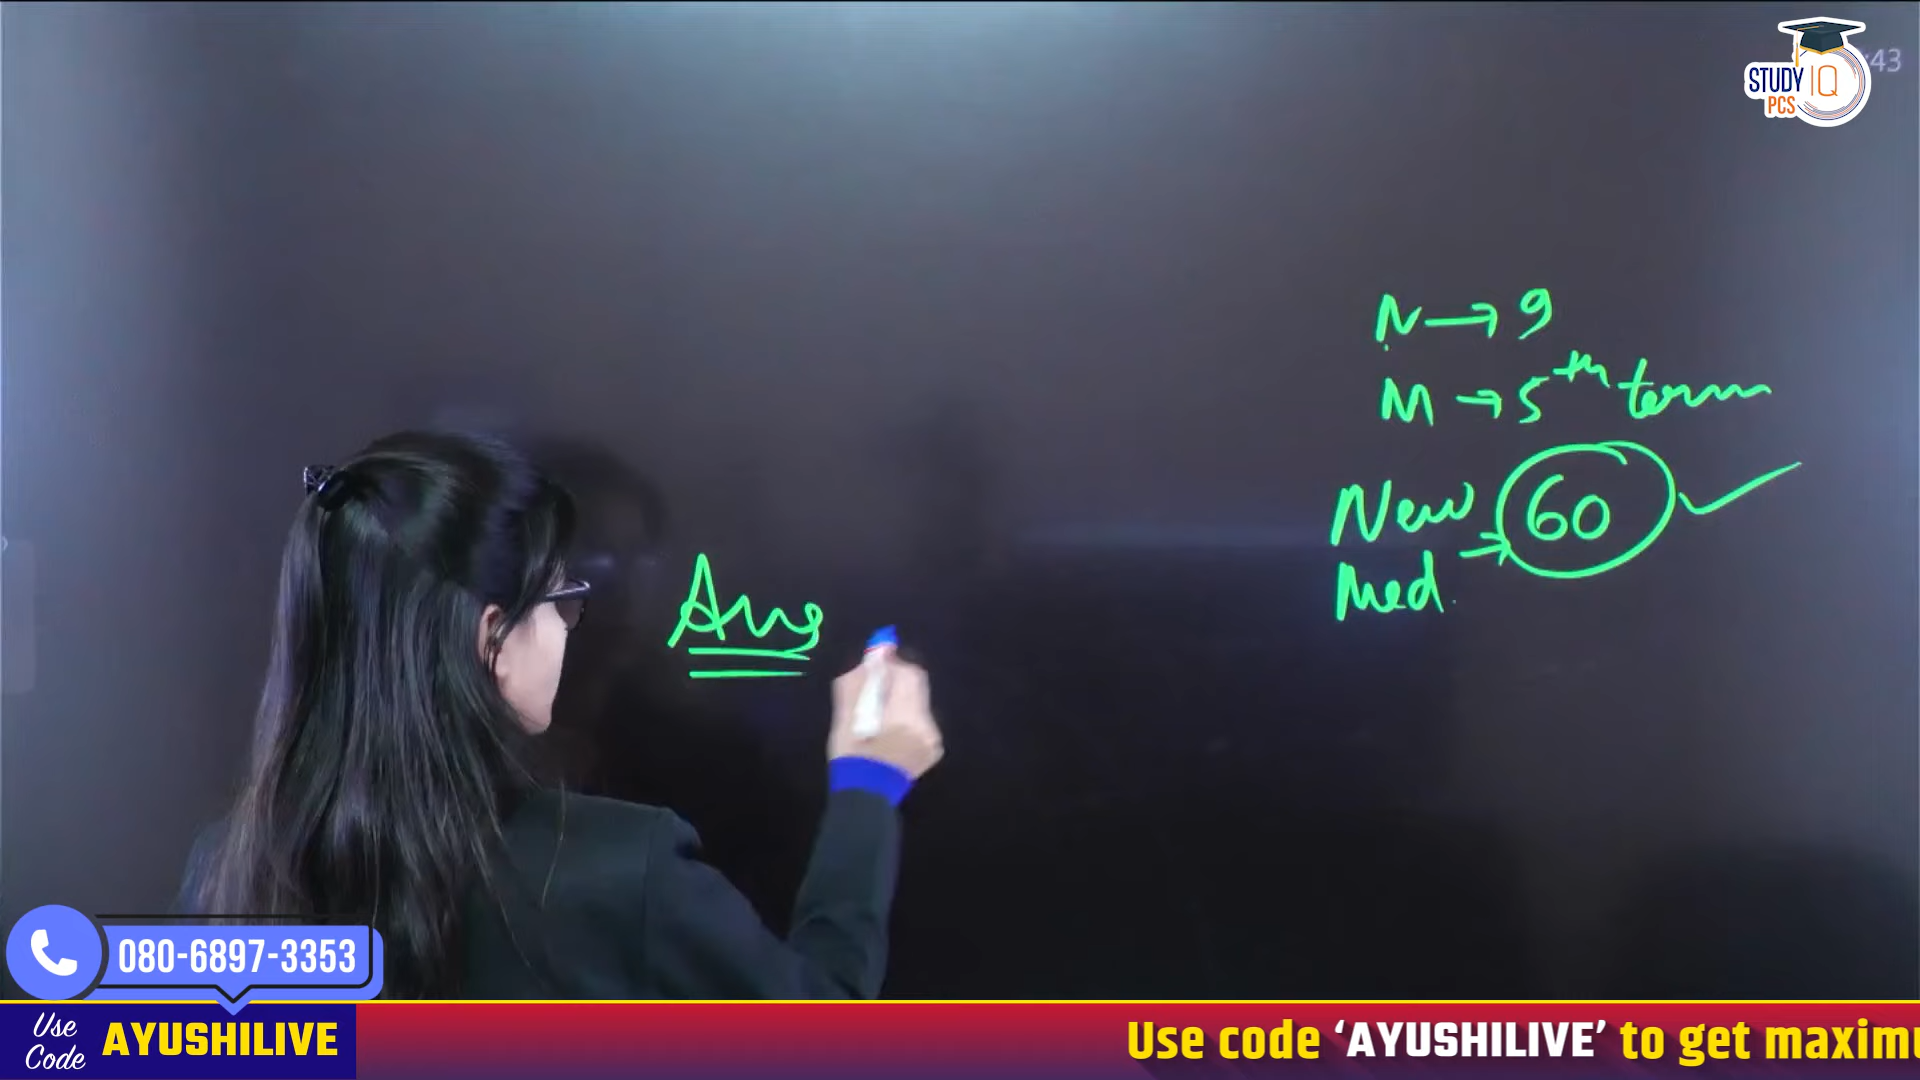 STUDY IQ
PCS
:43
N → 9
M → 5th term
New
Med. → 60
Ans
080-6897-3353
Use Code AYUSHILIVE
Use code ‘AYUSHILIVE’ to get maximu